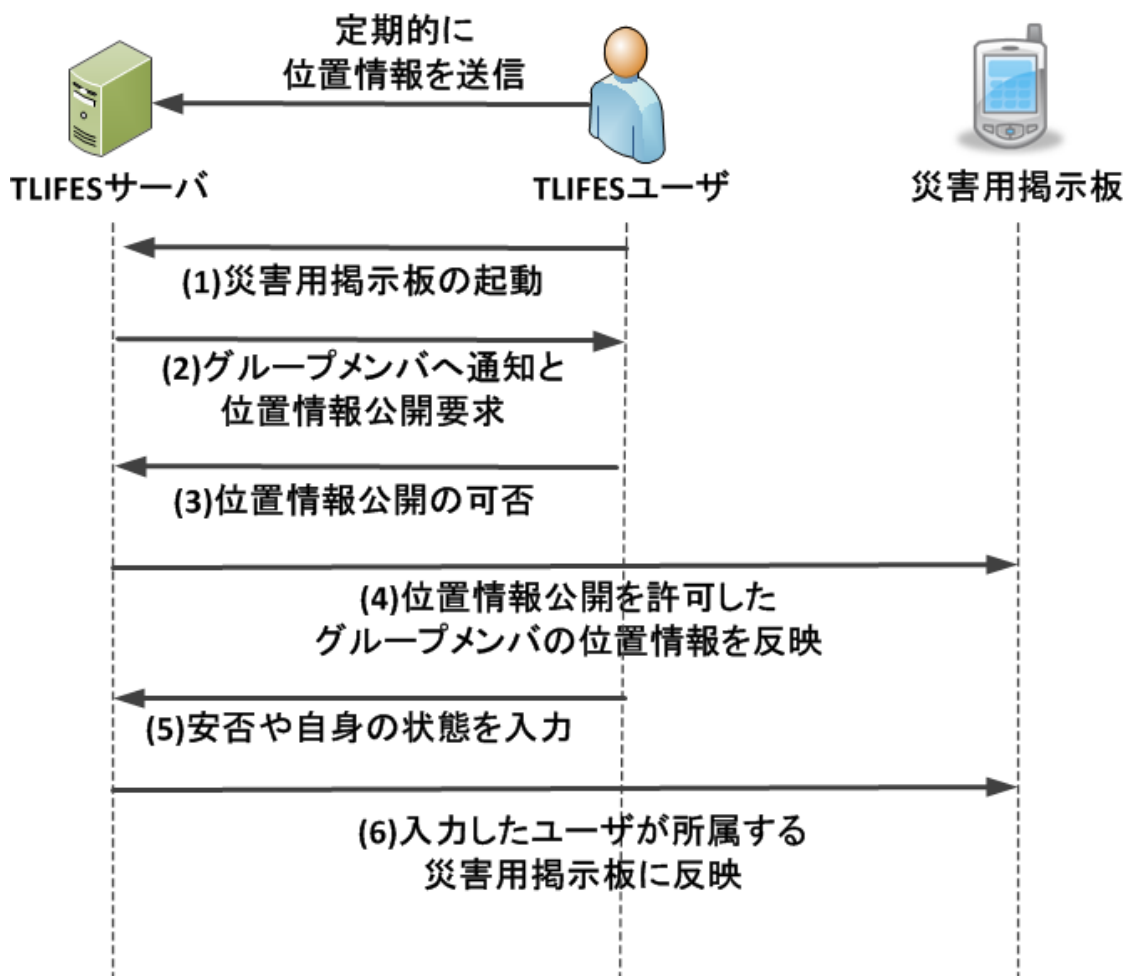 定期的に
位置情報を送信
TLIFESサーバ
TLIFESユーザ
災害用掲示板
(1)災害用掲示板の起動
(2)グループメンバへ通知と
位置情報公開要求
(3)位置情報公開の可否
(4)位置情報公開を許可した
グループメンバの位置情報を反映
(5)安否や自身の状態を入力
(6)入力したユーザが所属する
災害用掲示板に反映